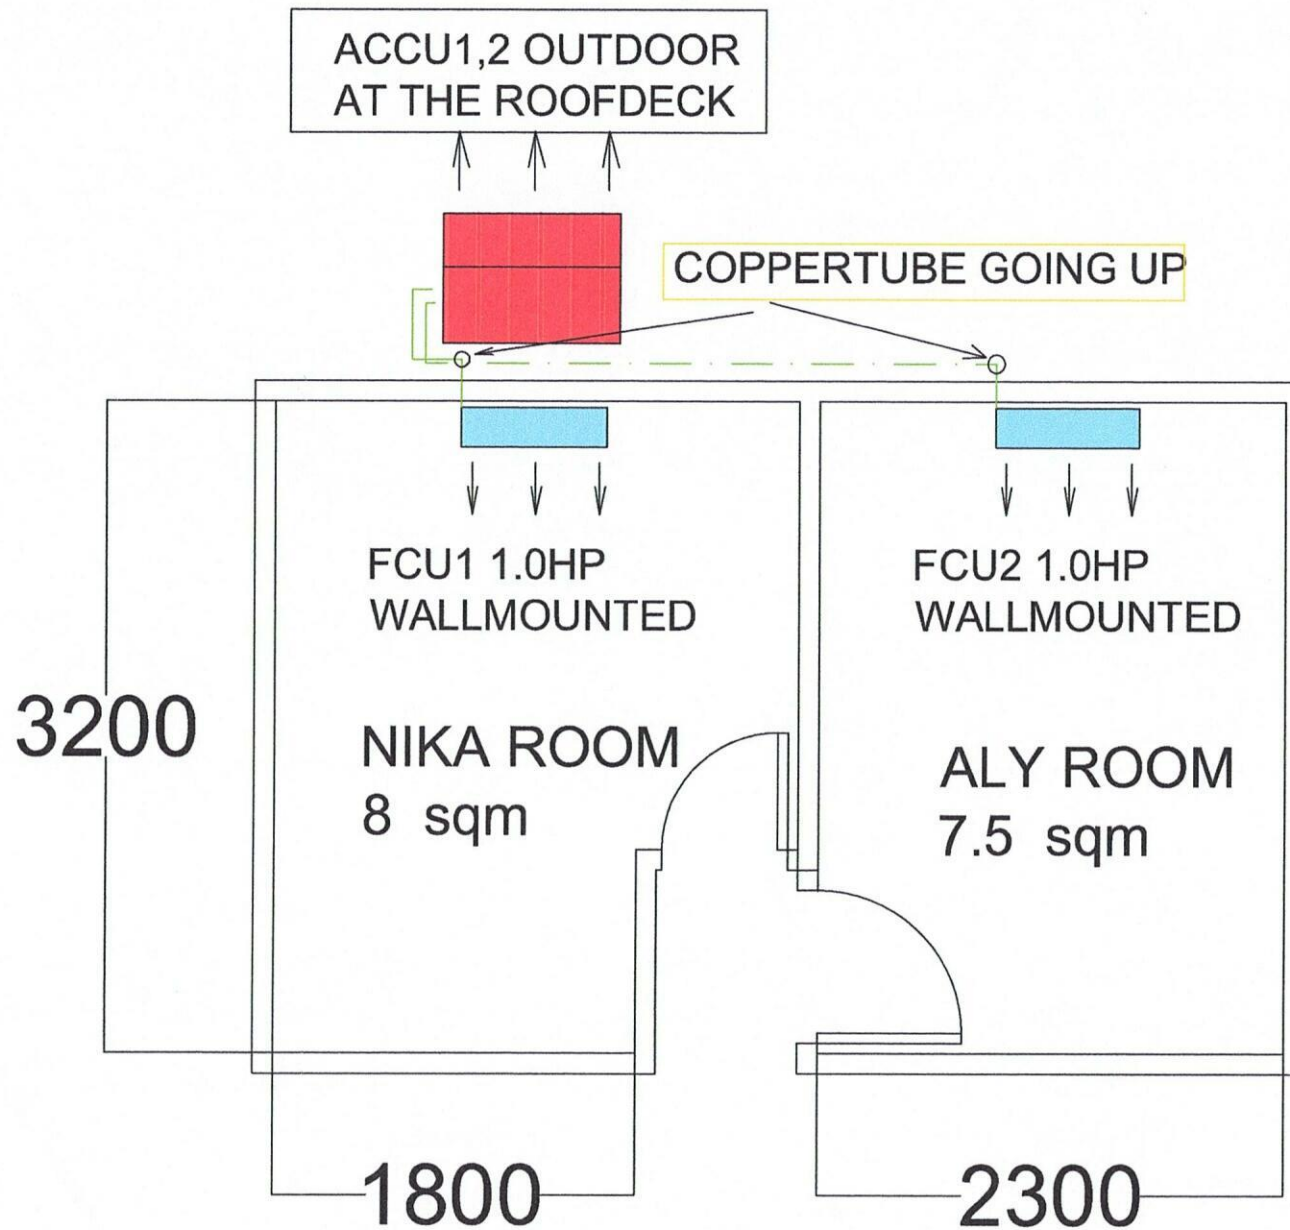 ACCU1,2 OUTDOOR
AT THE ROOFDECK
COPPERTUBE GOING UP
FCU1 1.0HP
WALLMOUNTED
FCU2 1.0HP
WALLMOUNTED
3200
NIKA ROOM
8 sqm
ALY ROOM
7.5 sqm
1800
2300